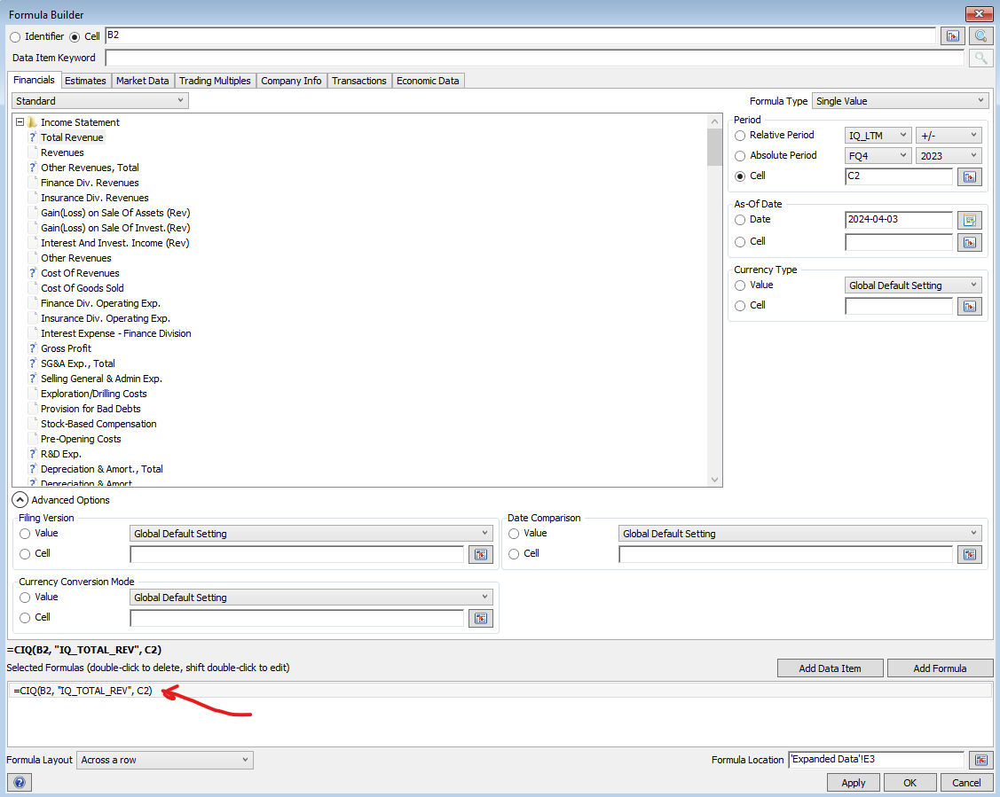 Formula Builder
Identifier Cell B2
Data Item Keyword
Financials Estimates Market Data Trading Multiples Company Info Transactions Economic Data
Standard
Formula Type Single Value
Income Statement
Total Revenue
Revenues
Other Revenues, Total
Finance Div. Revenues
Insurance Div. Revenues
Gain(Loss) on Sale Of Assets (Rev)
Gain(Loss) on Sale Of Invest.(Rev)
Interest And Invest. Income (Rev)
Other Revenues
Cost Of Revenues
Cost Of Goods Sold
Finance Div. Operating Exp.
Insurance Div. Operating Exp.
Interest Expense - Finance Division
Gross Profit
SG&A Exp., Total
Selling General & Admin Exp.
Exploration/Drilling Costs
Provision for Bad Debts
Stock-Based Compensation
Pre-Opening Costs
R&D Exp.
Depreciation & Amort., Total
Depreciation & Amort.
Period
Relative Period IQ_LTM +/-
Absolute Period FQ4 2023
Cell C2
As-Of Date
Date 2024-04-03
Cell
Currency Type
Value Global Default Setting
Cell
Advanced Options
Filing Version
Value Global Default Setting
Cell
Date Comparison
Value Global Default Setting
Cell
Currency Conversion Mode
Value Global Default Setting
Cell
=CIQ(B2, "IQ_TOTAL_REV", C2)
Selected Formulas (double-click to delete, shift double-click to edit)
Add Data Item Add Formula
=CIQ(B2, "IQ_TOTAL_REV", C2)
Formula Layout Across a row
Formula Location 'Expanded Data'!E3
Apply OK Cancel